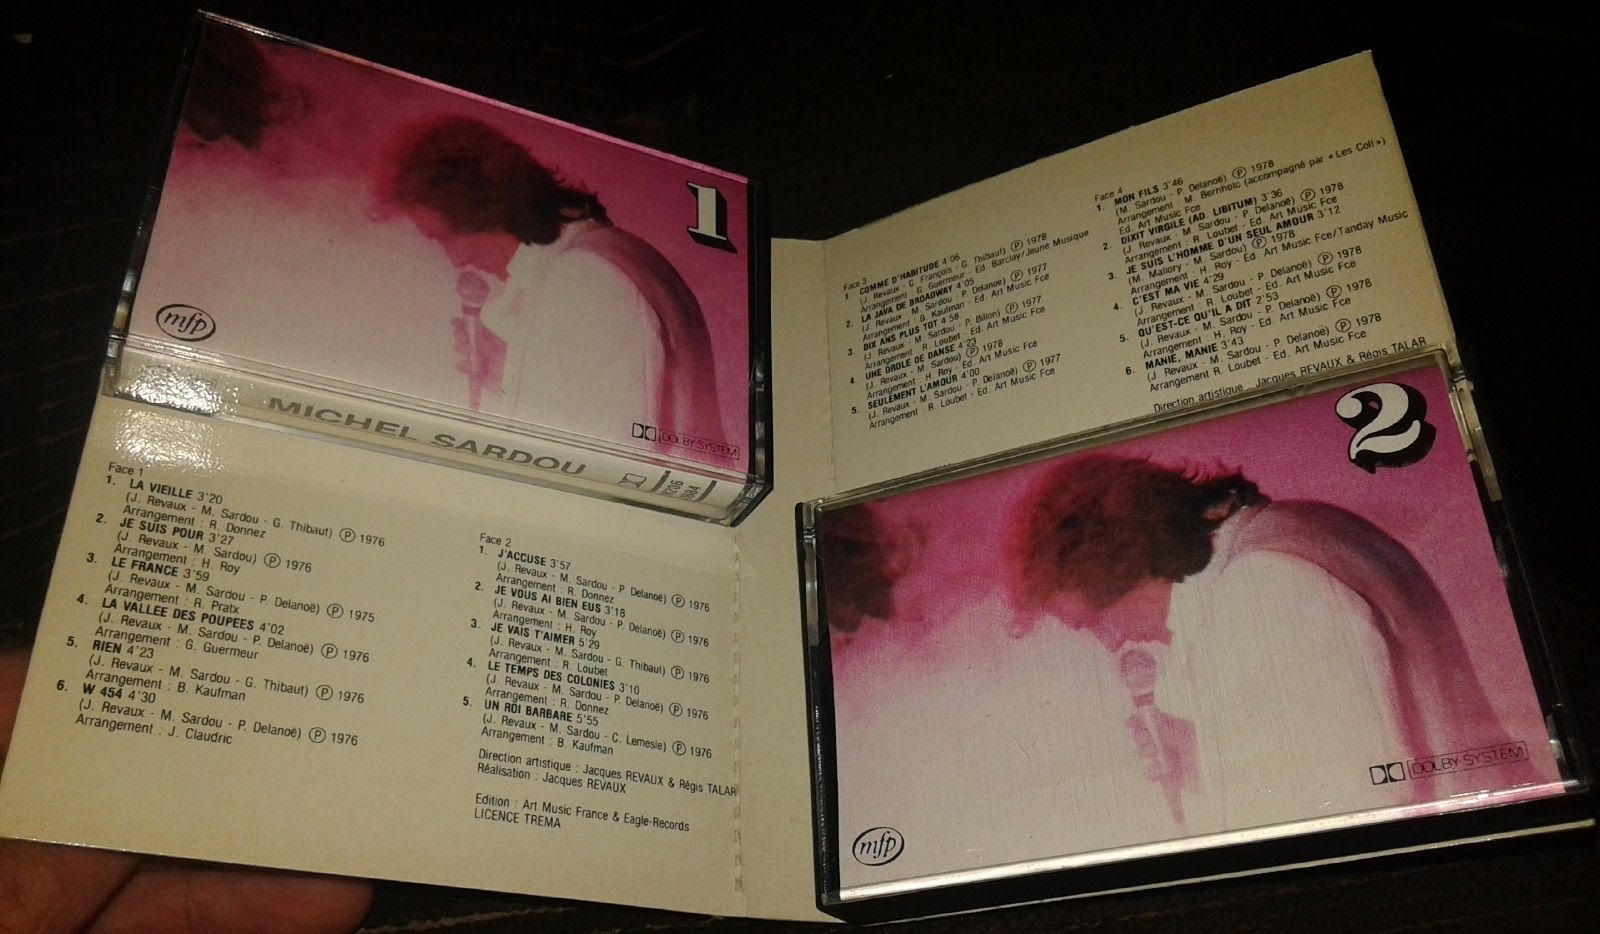 1
mfp
DOLBY SYSTEM
MICHEL SARDOU
Face 1
1. LA VIEILLE 3'20
(J. Revaux - M. Sardou - G. Thibaut) Ⓟ 1976
Arrangement : R. Donnez
2. JE SUIS POUR 3'27
(J. Revaux - M. Sardou) Ⓟ 1976
Arrangement : H. Roy
3. LE FRANCE 3'59
(J. Revaux - M. Sardou - P. Delanoë) Ⓟ 1975
Arrangement : R. Pratx
4. LA VALLEE DES POUPEES 4'02
(J. Revaux - M. Sardou - P. Delanoë) Ⓟ 1976
Arrangement : G. Guermeur
5. RIEN 4'23
(J. Revaux - M. Sardou - G. Thibaut) Ⓟ 1976
Arrangement : B. Kaufman
6. W 454 4'30
(J. Revaux - M. Sardou - P. Delanoë) Ⓟ 1976
Arrangement : J. Claudric
Face 2
1. J'ACCUSE 3'57
(J. Revaux - M. Sardou - P. Delanoë) Ⓟ 1976
Arrangement : R. Donnez
2. JE VOUS AI BIEN EUS 3'18
(J. Revaux - M. Sardou - P. Delanoë) Ⓟ 1976
Arrangement : H. Roy
3. JE VAIS T'AIMER 5'29
(J. Revaux - M. Sardou - G. Thibaut) Ⓟ 1976
Arrangement : R. Loubet
4. LE TEMPS DES COLONIES 3'10
(J. Revaux - M. Sardou - P. Delanoë) Ⓟ 1976
Arrangement : R. Donnez
5. UN ROI BARBARE 5'55
(J. Revaux - M. Sardou - C. Lemesle) Ⓟ 1976
Arrangement : B. Kaufman
Direction artistique : Jacques REVAUX & Régis TALAR
Réalisation : Jacques REVAUX
Edition : Art Music France & Eagle-Records
LICENCE TREMA
Face 3
1. COMME D'HABITUDE 4'06
(J. Revaux - C. François - G. Thibaut) Ⓟ 1978
Arrangement : G. Guermeur - Ed. Barclay/Jeune Musique
2. LA JAVA DE BROADWAY 4'05
(J. Revaux - M. Sardou - P. Delanoë) Ⓟ 1977
Arrangement : B. Kaufman - Ed. Art Music Fce
3. DIX ANS PLUS TOT 4'58
(J. Revaux - M. Sardou - P. Billon) Ⓟ 1977
Arrangement : R. Loubet - Ed. Art Music Fce
4. UNE DROLE DE DANSE 4'23
(J. Revaux - M. Sardou) Ⓟ 1978
Arrangement : H. Roy - Ed. Art Music Fce
5. SEULEMENT L'AMOUR 4'00
(J. Revaux - M. Sardou - P. Delanoë) Ⓟ 1977
Arrangement : R. Loubet - Ed. Art Music Fce
Face 4
1. MON FILS 3'46
(M. Sardou - P. Delanoë) Ⓟ 1978
Arrangement : M. Bernholc (accompagné par « Les Coll »)
Ed. Art Music Fce
2. DIXIT VIRGILE (AD. LIBITUM) 3'36
(J. Revaux - M. Sardou - P. Delanoë) Ⓟ 1978
Arrangement : R. Loubet - Ed. Art Music Fce
3. JE SUIS L'HOMME D'UN SEUL AMOUR 3'12
(M. Mallory - M. Sardou) Ⓟ 1978
Arrangement : H. Roy - Ed. Art Music Fce/Tanday Music
4. C'EST MA VIE 4'29
(J. Revaux - M. Sardou - P. Delanoë) Ⓟ 1978
Arrangement : R. Loubet - Ed. Art Music Fce
5. QU'EST-CE QU'IL A DIT 2'53
(J. Revaux - M. Sardou - P. Delanoë) Ⓟ 1978
Arrangement : H. Roy - Ed. Art Music Fce
6. MANIE, MANIE 3'43
(J. Revaux - M. Sardou - P. Delanoë) Ⓟ 1978
Arrangement R. Loubet - Ed. Art Music Fce
Direction artistique : Jacques REVAUX & Régis TALAR
2
DOLBY SYSTEM
mfp